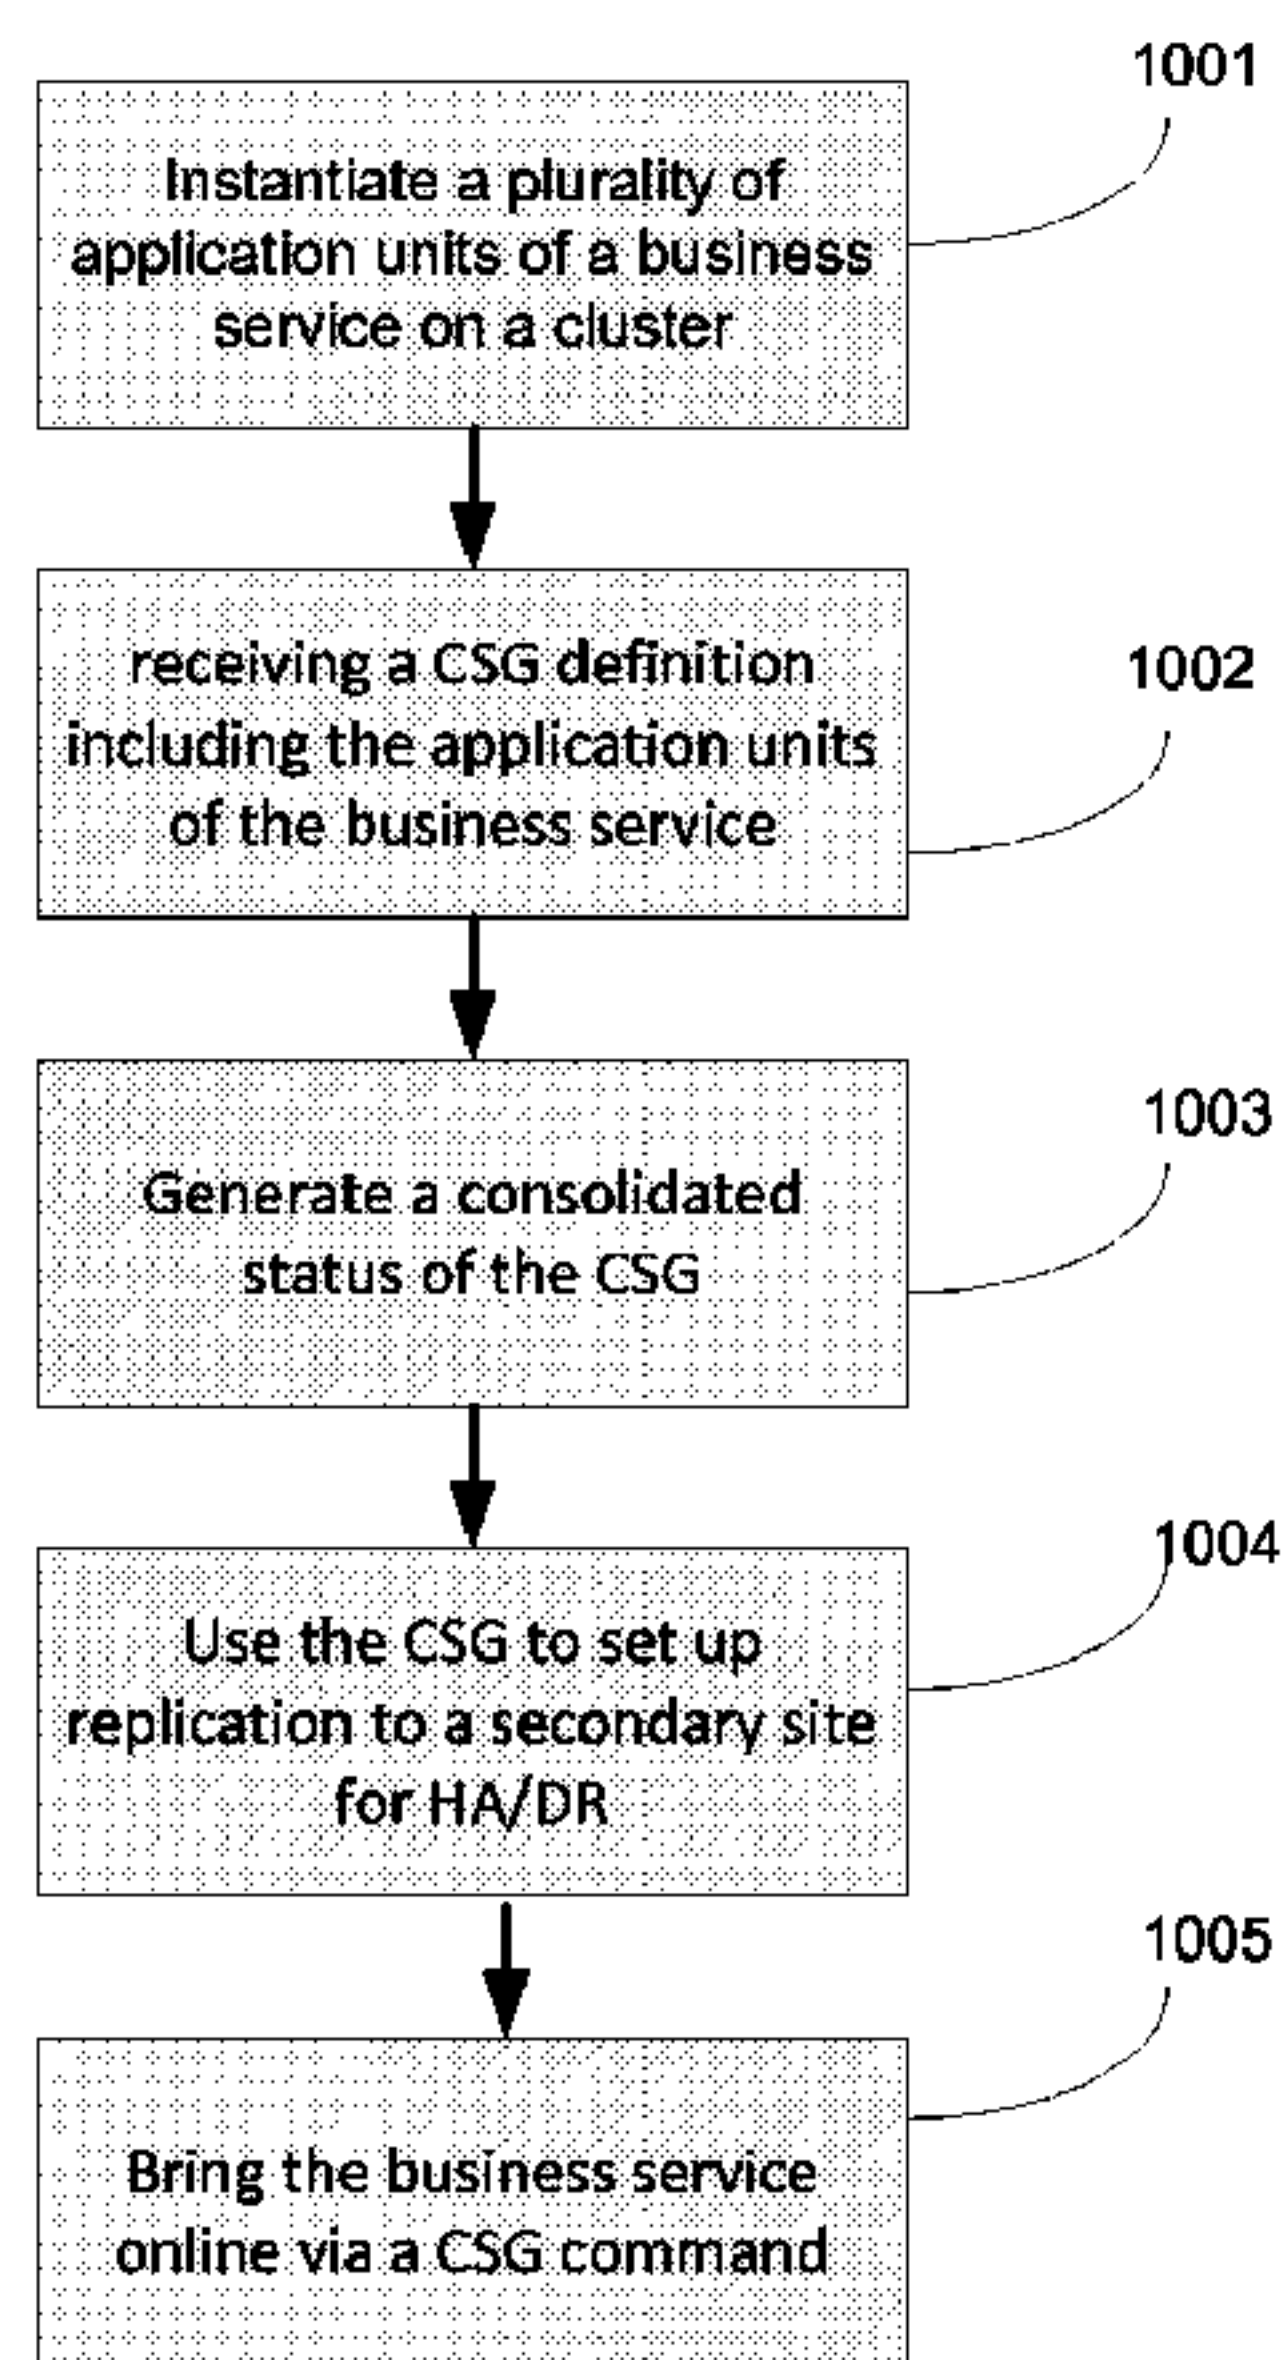 1001
Instantiate a plurality of
application units of a business
service on a cluster
1002
receiving a CSG definition
including the application units
of the business service
1003
Generate a consolidated
status of the CSG
1004
Use the CSG to set up
replication to a secondary site
for HA/DR
1005
Bring the business service
online via a CSG command